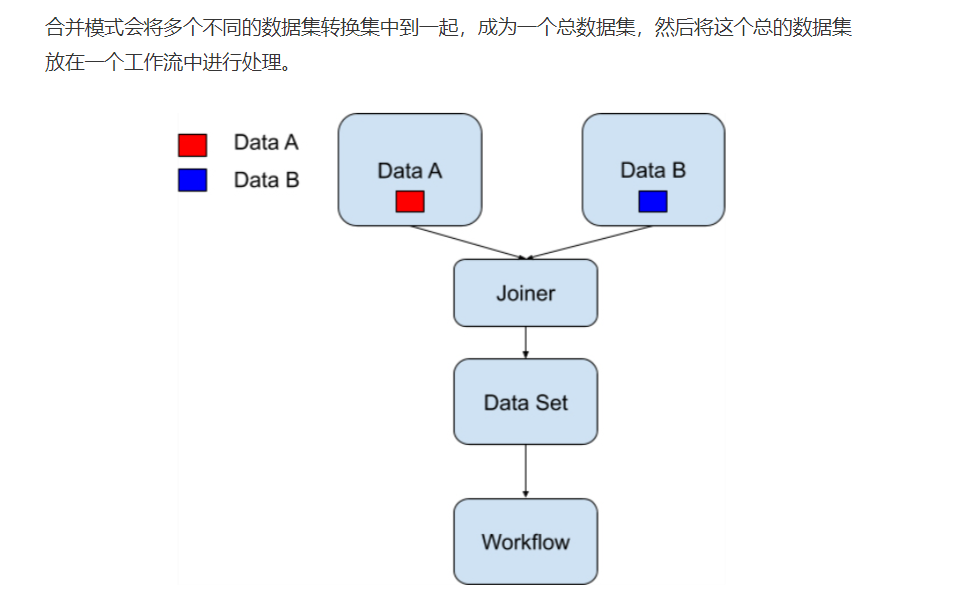 合并模式会将多个不同的数据集转换集中到一起，成为一个总数据集，然后将这个总的数据集
放在一个工作流中进行处理。
Data A
Data B
Data A
Data B
Joiner
Data Set
Workflow